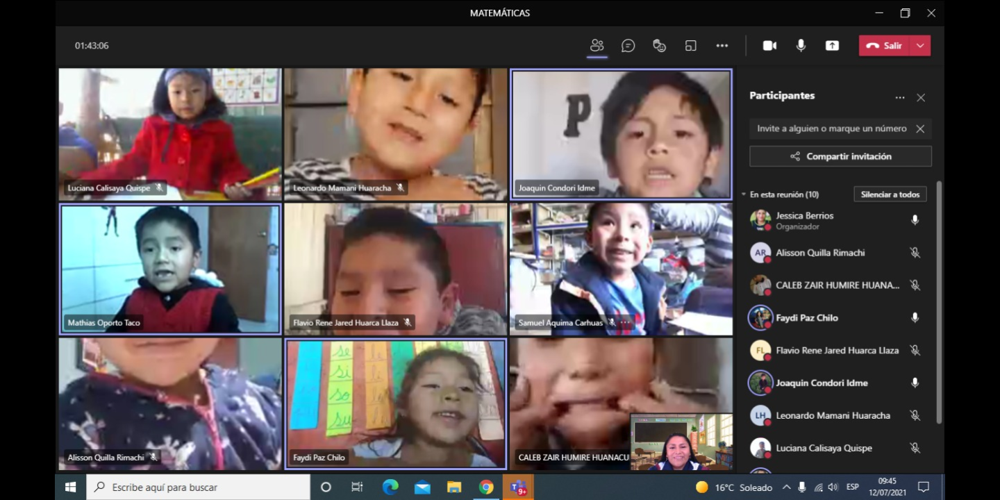 MATEMÁTICAS
01:43:06
Salir
Luciana Calisaya Quispe
Leonardo Mamani Huaracha
P
Joaquin Condori Idme
Mathias Oporto Taco
Flavio Rene Jared Huarca Llaza
Samuel Aquima Carhuas
Alisson Quilla Rimachi
se
si
so
su
Faydi Paz Chilo
CALEB ZAIR HUMIRE HUANACU
Participantes
Invite a alguien o marque un número
Compartir invitación
En esta reunión (10)
Silenciar a todos
Jessica Berrios
Organizador
AR
Alisson Quilla Rimachi
CALEB ZAIR HUMIRE HUANA...
Faydi Paz Chilo
FL
Flavio Rene Jared Huarca Llaza
Joaquin Condori Idme
LH
Leonardo Mamani Huaracha
Luciana Calisaya Quispe
Escribe aquí para buscar
9+
16°C Soleado
ESP
09:45
12/07/2021